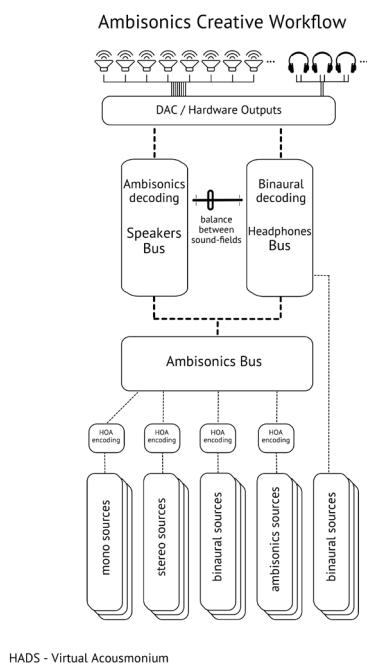 Ambisonics Creative Workflow
...
...
DAC / Hardware Outputs
Ambisonics
decoding
Speakers
Bus
balance
between
sound-fields
Binaural
decoding
Headphones
Bus
Ambisonics Bus
HOA
encoding
HOA
encoding
HOA
encoding
HOA
encoding
mono sources
stereo sources
binaural sources
ambisonics sources
binaural sources
HADS - Virtual Acousmonium